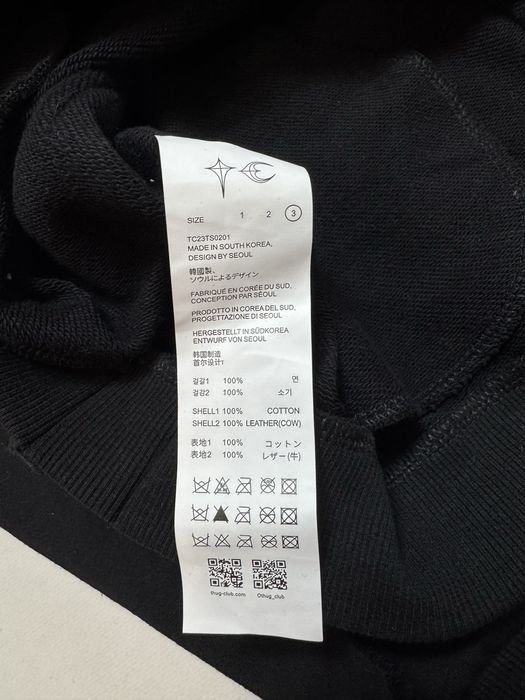 SIZE 1 2 3
TC23TS0201
MADE IN SOUTH KOREA.
DESIGN BY SEOUL
韓國製、
ソウルによるデザイン
FABRIQUÉ EN CORÉE DU SUD,
CONCEPTION PAR SÉOUL
PRODOTTO IN COREA DEL SUD,
PROGETTAZIONE DI SEOUL
HERGESTELLT IN SÜDKOREA
ENTWURF VON SEOUL
韩国制造
首尔设计
겉감1 100% 면
겉감2 100% 소기
SHELL1 100% COTTON
SHELL2 100% LEATHER(COW)
表地1 100% コットン
表地2 100% レザー(牛)
thug-club.com 0thug_club